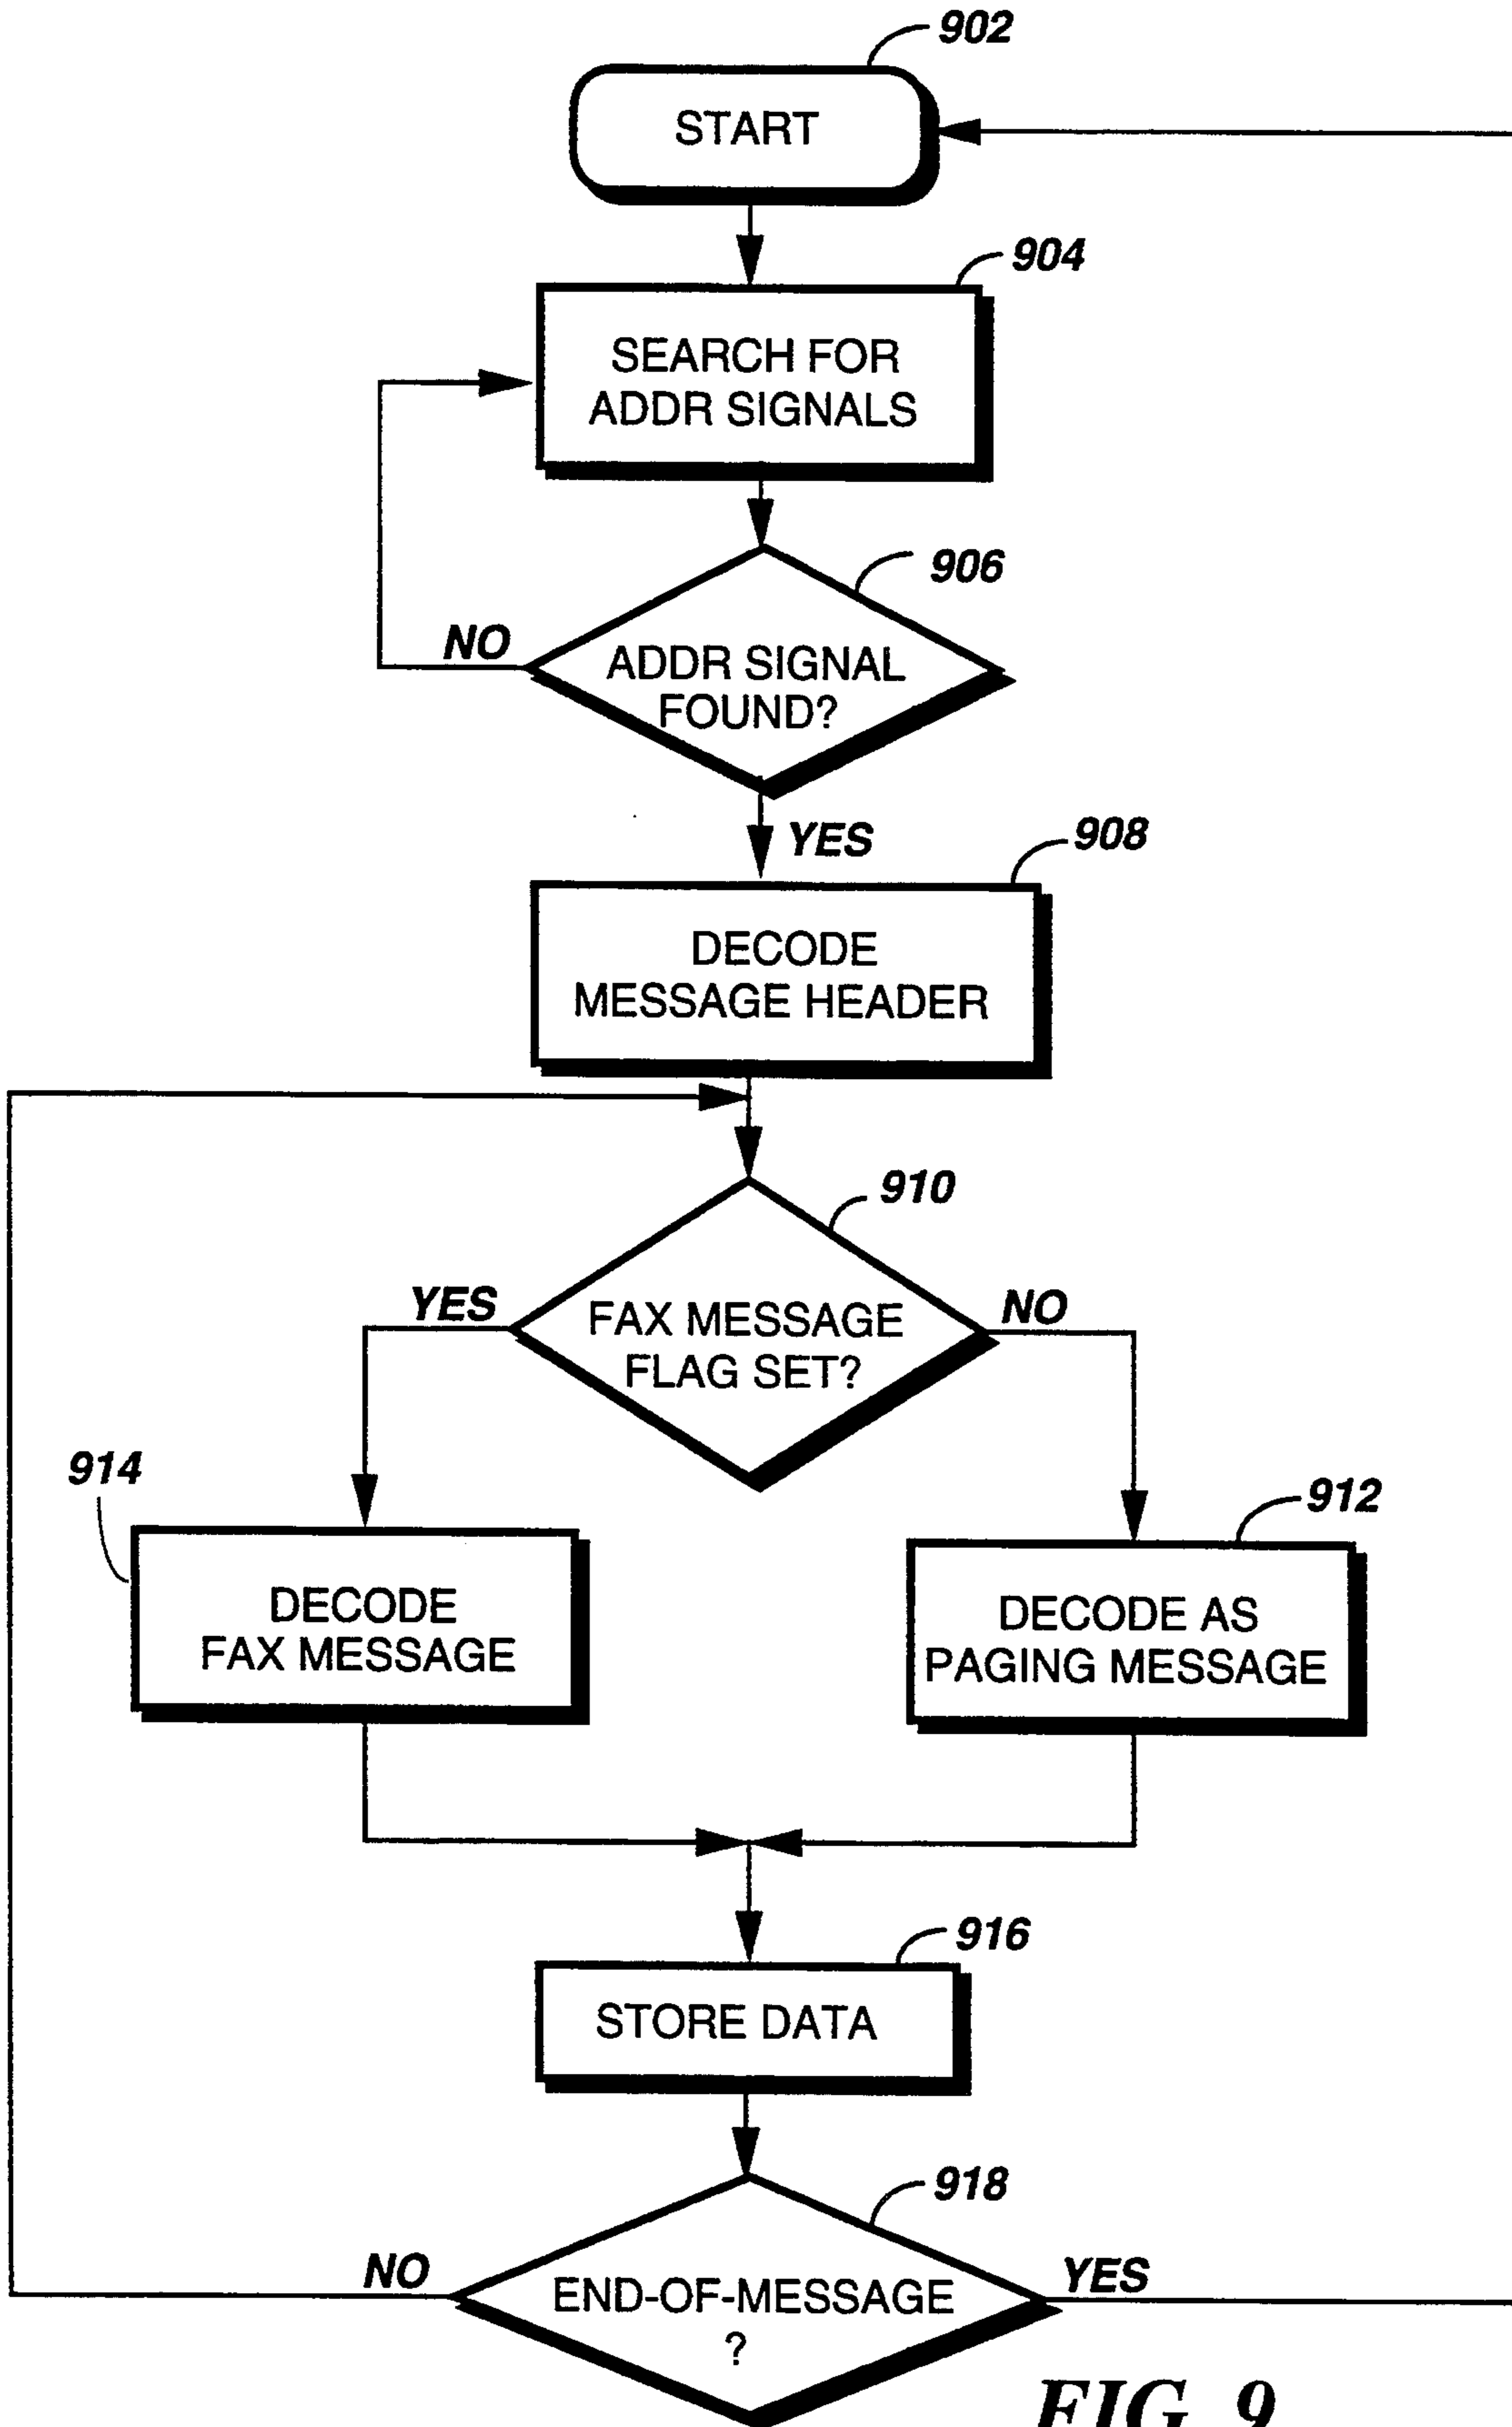 902
START
904
SEARCH FOR
ADDR SIGNALS
906
NO
ADDR SIGNAL
FOUND?
YES
908
DECODE
MESSAGE HEADER
910
YES
NO
FAX MESSAGE
FLAG SET?
914
912
DECODE
FAX MESSAGE
DECODE AS
PAGING MESSAGE
916
STORE DATA
918
NO
YES
END-OF-MESSAGE
?
FIG. 9